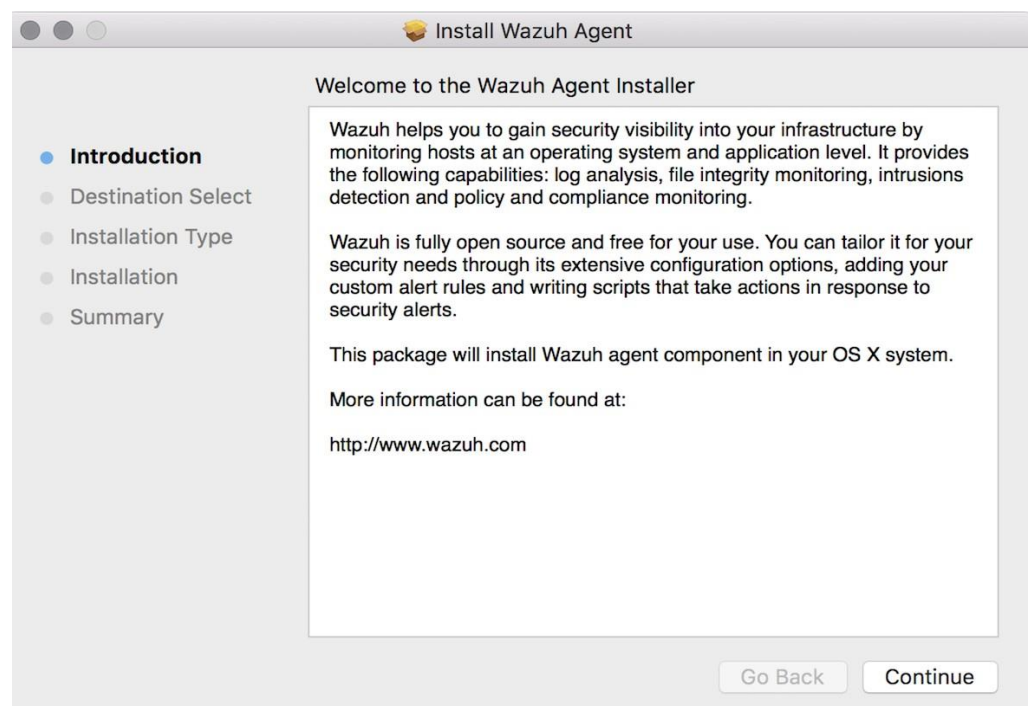 Install Wazuh Agent
Welcome to the Wazuh Agent Installer
Introduction
Destination Select
Installation Type
Installation
Summary
Wazuh helps you to gain security visibility into your infrastructure by
monitoring hosts at an operating system and application level. It provides
the following capabilities: log analysis, file integrity monitoring, intrusions
detection and policy and compliance monitoring.
Wazuh is fully open source and free for your use. You can tailor it for your
security needs through its extensive configuration options, adding your
custom alert rules and writing scripts that take actions in response to
security alerts.
This package will install Wazuh agent component in your OS X system.
More information can be found at:
http://www.wazuh.com
Go Back
Continue